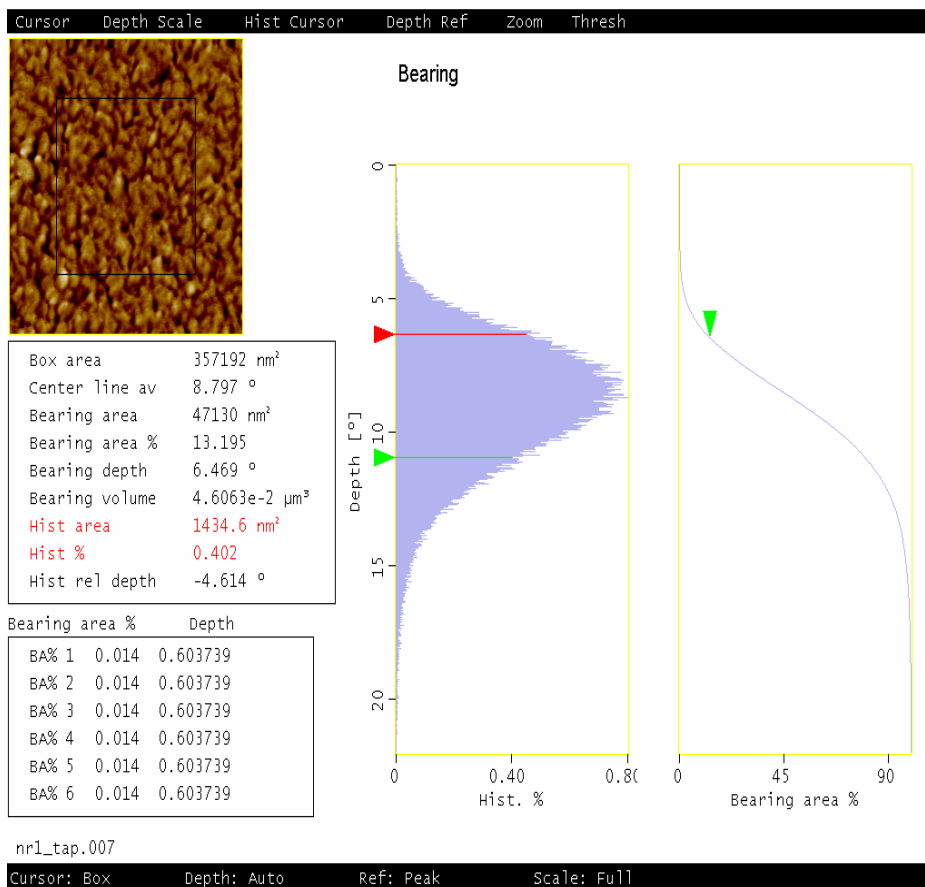 Cursor Depth Scale Hist Cursor Depth Ref Zoom Thresh
Bearing
Box area 357192 nm²
Center line av 8.797 º
Bearing area 47130 nm²
Bearing area % 13.195
Bearing depth 6.469 º
Bearing volume 4.6063e-2 µm³
Hist area 1434.6 nm²
Hist % 0.402
Hist rel depth -4.614 º
Bearing area % Depth
BA% 1 0.014 0.603739
BA% 2 0.014 0.603739
BA% 3 0.014 0.603739
BA% 4 0.014 0.603739
BA% 5 0.014 0.603739
BA% 6 0.014 0.603739
nr1_tap.007
Depth [º]
0
5
10
15
20
0 0.40 0.80
Hist. %
0 45 90
Bearing area %
Cursor: Box Depth: Auto Ref: Peak Scale: Full